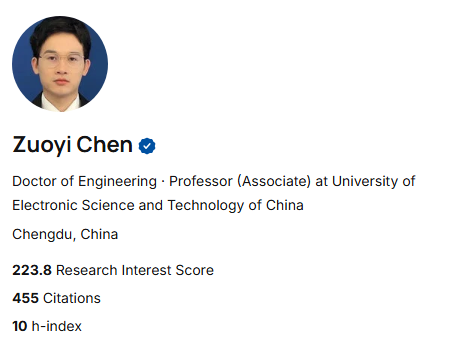 Zuoyi Chen
Doctor of Engineering · Professor (Associate) at University of
Electronic Science and Technology of China
Chengdu, China
223.8 Research Interest Score
455 Citations
10 h-index